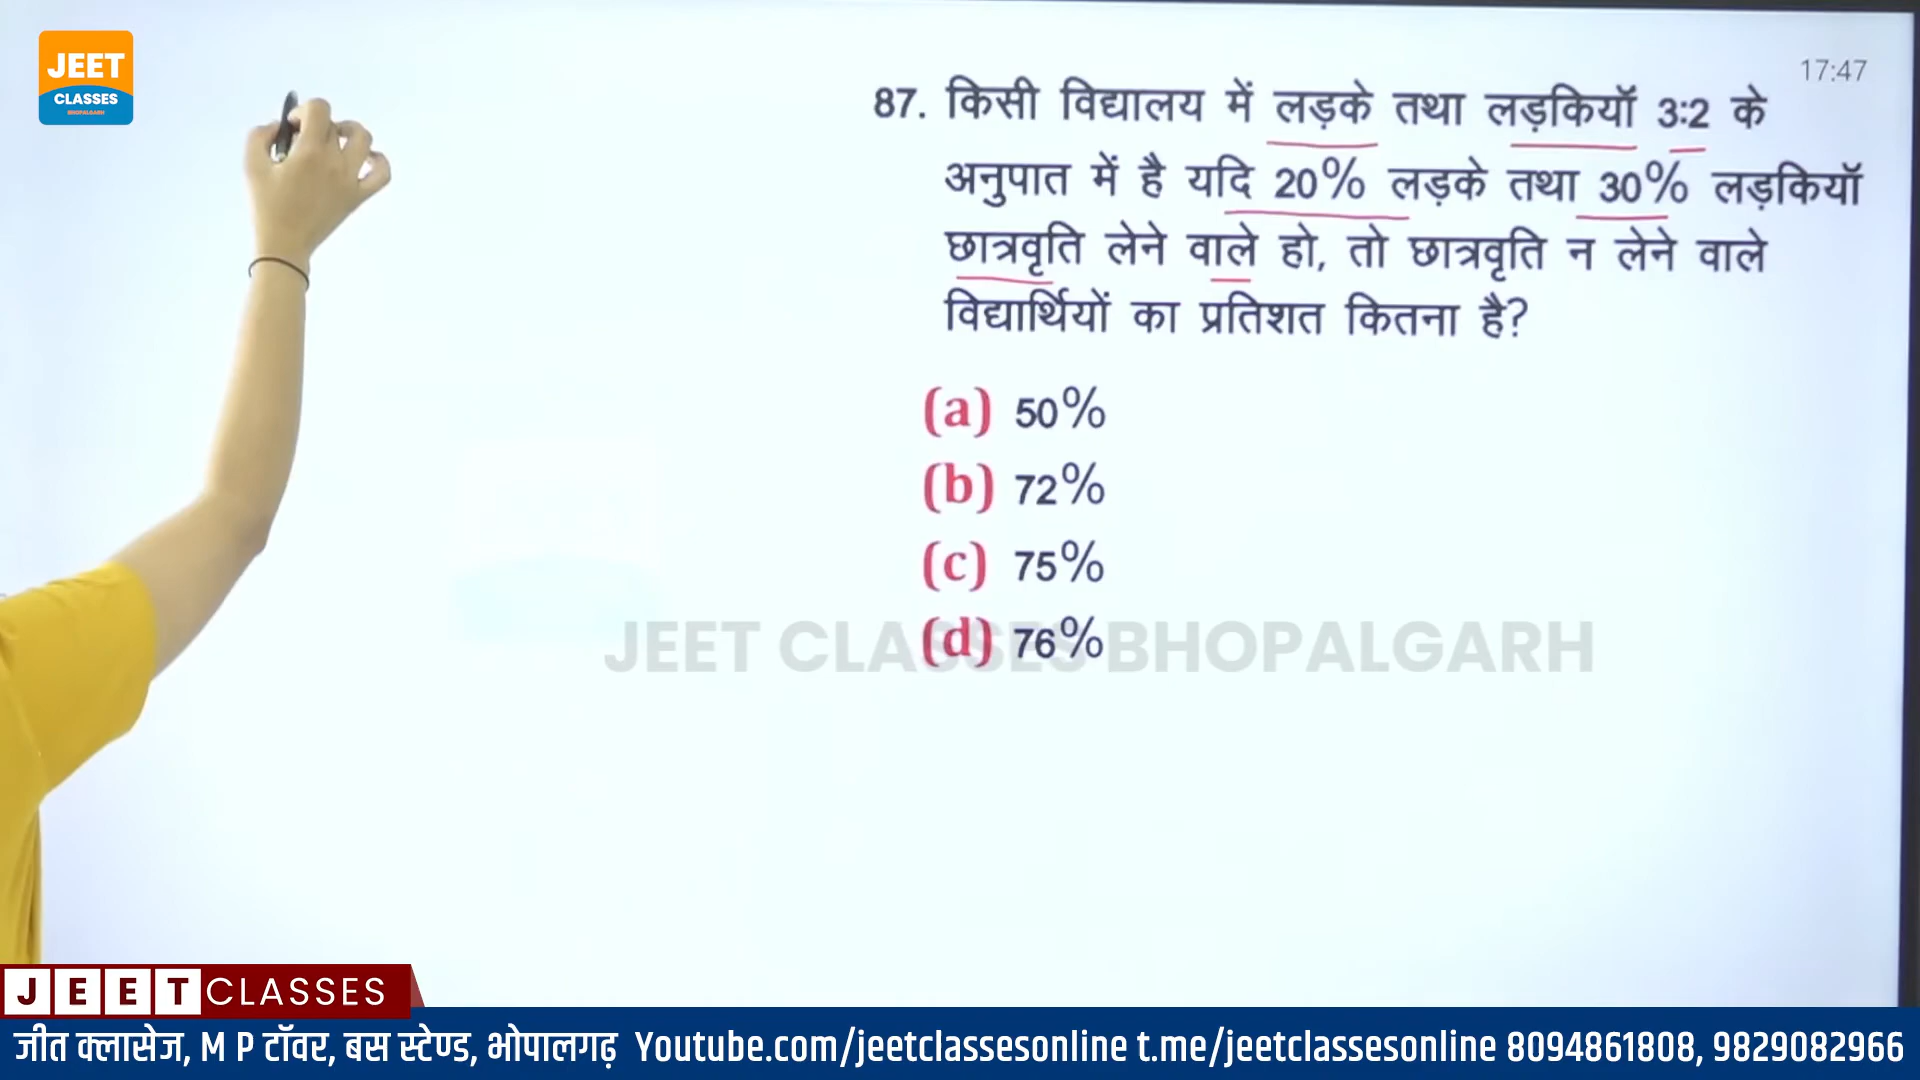 JEET
CLASSES
BHOPALGARH
17:47
87. किसी विद्यालय में लड़के तथा लड़कियॉ 3:2 के
अनुपात में है यदि 20% लड़के तथा 30% लड़कियॉ
छात्रवृति लेने वाले हो, तो छात्रवृति न लेने वाले
विद्यार्थियों का प्रतिशत कितना है?
(a) 50%
(b) 72%
(c) 75%
(d) 76%
JEET CLASSES BHOPALGARH
JEET CLASSES
जीत क्लासेज, M P टॉवर, बस स्टेण्ड, भोपालगढ़ Youtube.com/jeetclassesonline t.me/jeetclassesonline 8094861808, 9829082966